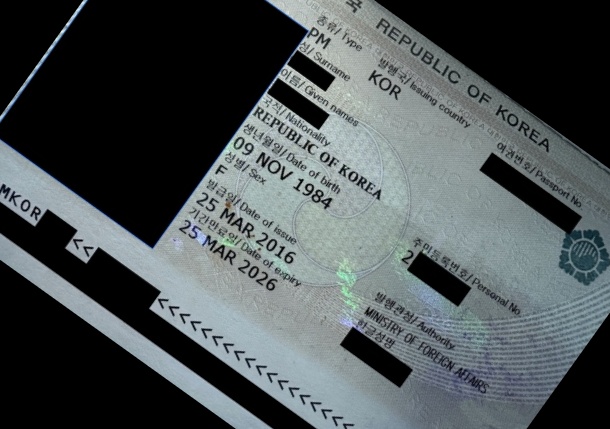 국 REPUBLIC OF KOREA
종류/ Type
PM
발행국/ Issuing country
KOR
여권번호/ Passport No.
성/ Surname
이름/ Given names
국적/ Nationality
REPUBLIC OF KOREA
생년월일/ Date of birth
09 NOV 1984
성별/ Sex
F
주민등록번호/ Personal No.
2
발급일/ Date of issue
25 MAR 2016
발행관청/ Authority
MINISTRY OF FOREIGN AFFAIRS
기간만료일/ Date of expiry
25 MAR 2026
한글성명
MKOR <<
<<<<<<<<<<<<<<<<<<<